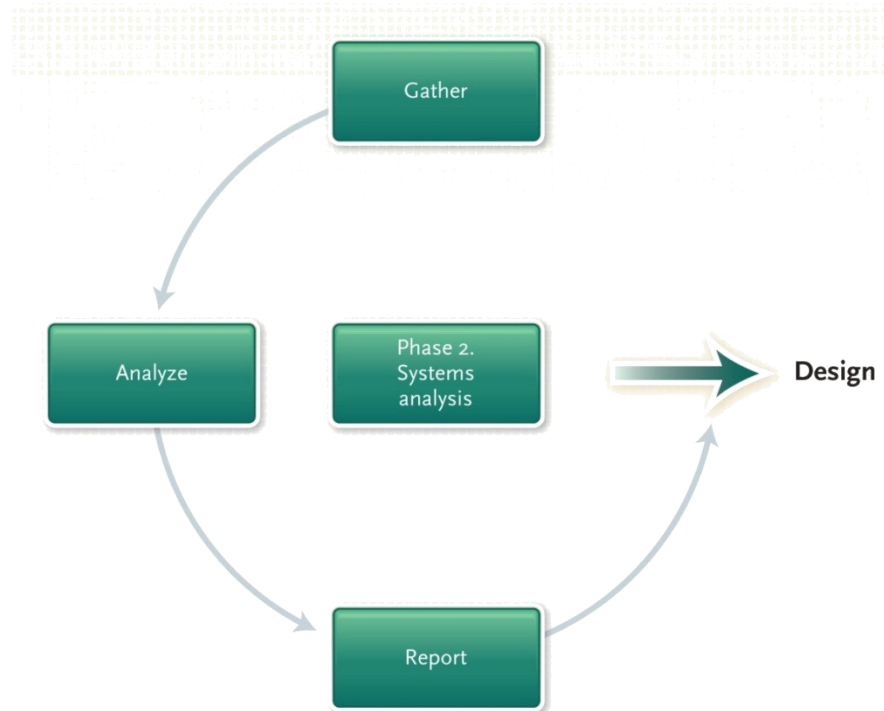 Gather
Analyze
Phase 2.
Systems
analysis
Design
Report